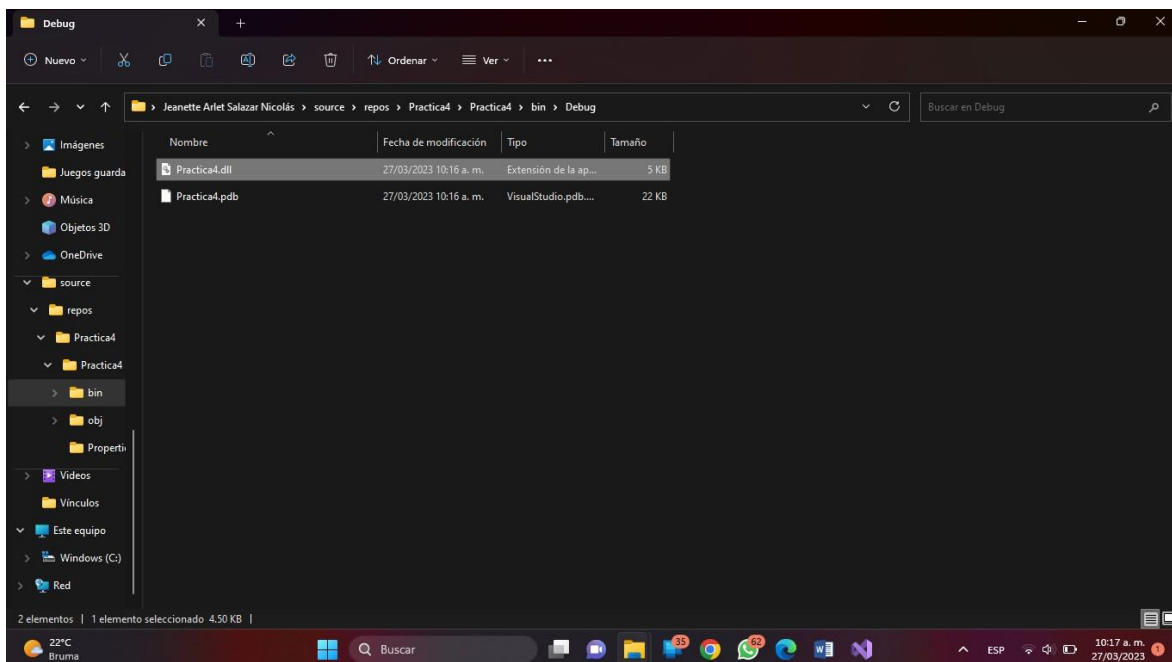 Debug
Nuevo
Ordenar
Ver
Jeanette Arlet Salazar Nicolás > source > repos > Practica4 > Practica4 > bin > Debug
Buscar en Debug
Imágenes
Juegos guarda
Música
Objetos 3D
OneDrive
source
repos
Practica4
Practica4
bin
obj
Properti
Videos
Vínculos
Este equipo
Windows (C:)
Red
Nombre Fecha de modificación Tipo Tamaño
Practica4.dll 27/03/2023 10:16 a. m. Extensión de la ap... 5 KB
Practica4.pdb 27/03/2023 10:16 a. m. VisualStudio.pdb.... 22 KB
2 elementos | 1 elemento seleccionado 4.50 KB |
22°C
Bruma
Buscar
35
62
ESP
10:17 a. m.
27/03/2023
1